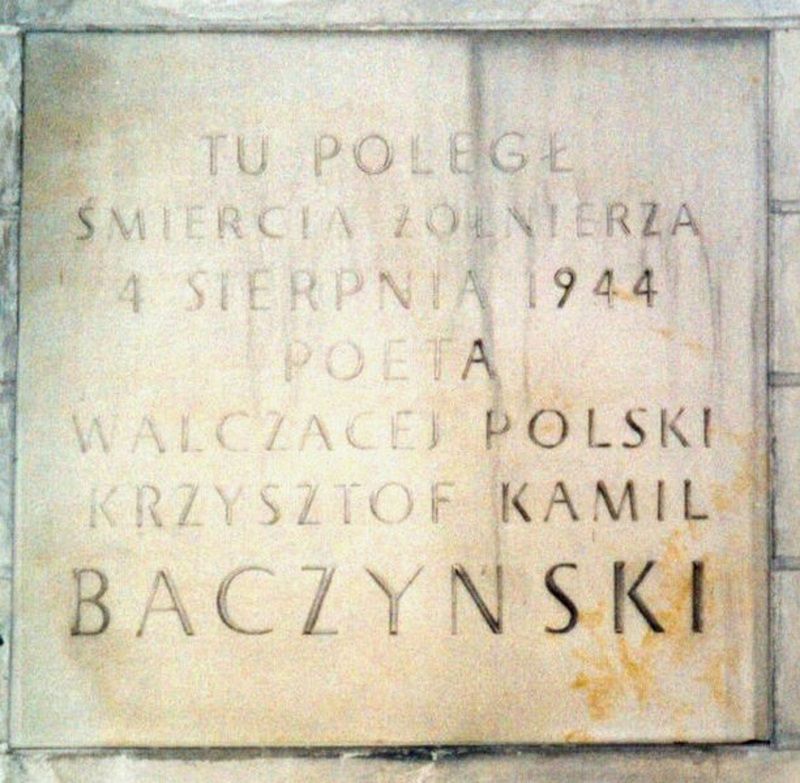 TU POLEGŁ
ŚMIERCIĄ ŻOŁNIERZA
4 SIERPNIA 1944
POETA
WALCZĄCEJ POLSKI
KRZYSZTOF KAMIL
BACZYŃSKI